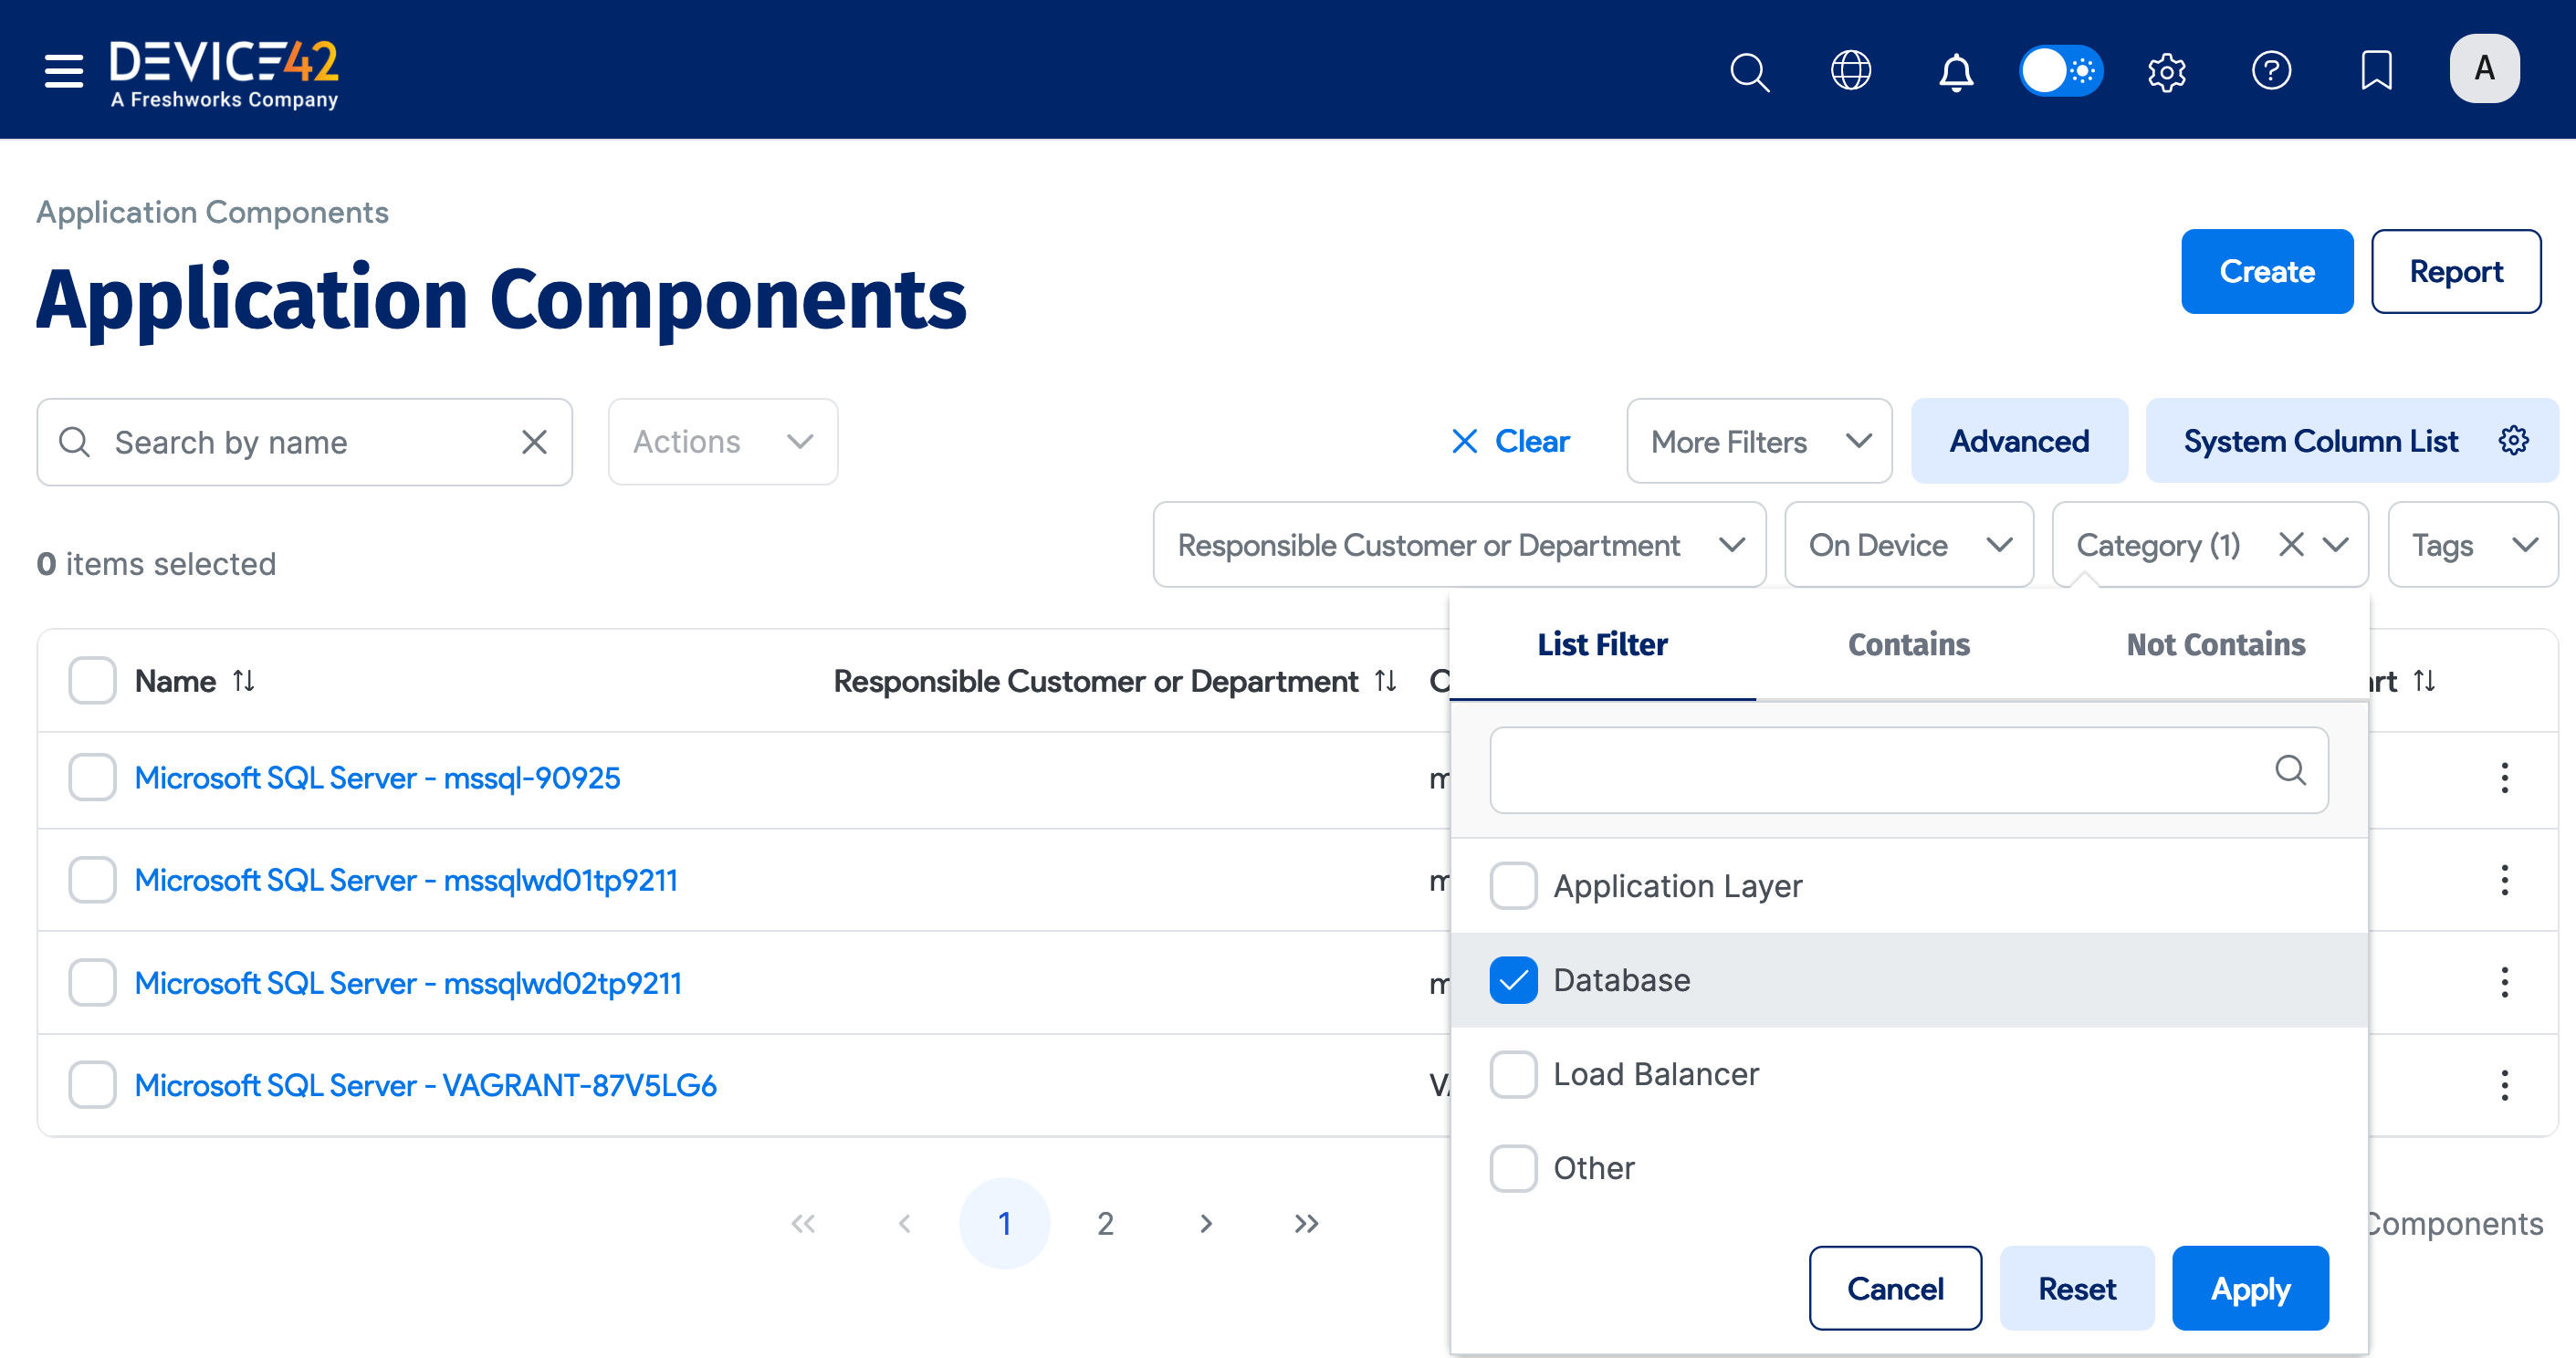 DEVICE42
A Freshworks Company
A
Application Components
Application Components
Create
Report
Search by name
Actions
Clear
More Filters
Advanced
System Column List
0 items selected
Responsible Customer or Department
On Device
Category (1)
Tags
List Filter
Contains
Not Contains
Name
Responsible Customer or Department
Microsoft SQL Server - mssql-90925
Microsoft SQL Server - mssqlwd01tp9211
Microsoft SQL Server - mssqlwd02tp9211
Microsoft SQL Server - VAGRANT-87V5LG6
Application Layer
Database
Load Balancer
Other
1
2
Components
Cancel
Reset
Apply